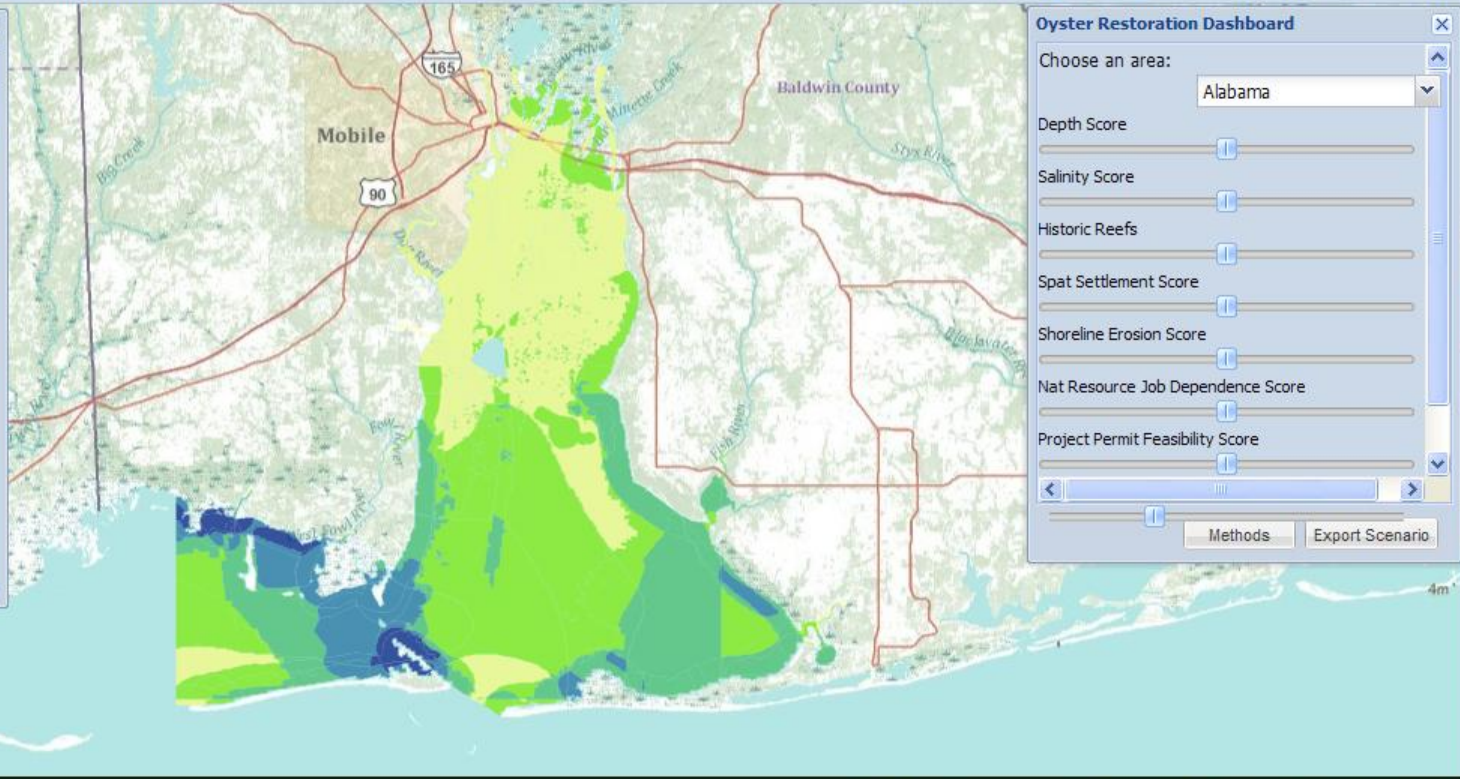 Oyster Restoration Dashboard
Choose an area:
Alabama
Depth Score
Salinity Score
Historic Reefs
Spat Settlement Score
Shoreline Erosion Score
Nat Resource Job Dependence Score
Project Permit Feasibility Score
Methods
Export Scenario
165
Mobile
90
Baldwin County
Minette Creek
Styx River
Big Creek
Dog River
Fowl River
Fish River
Blackwater
4m